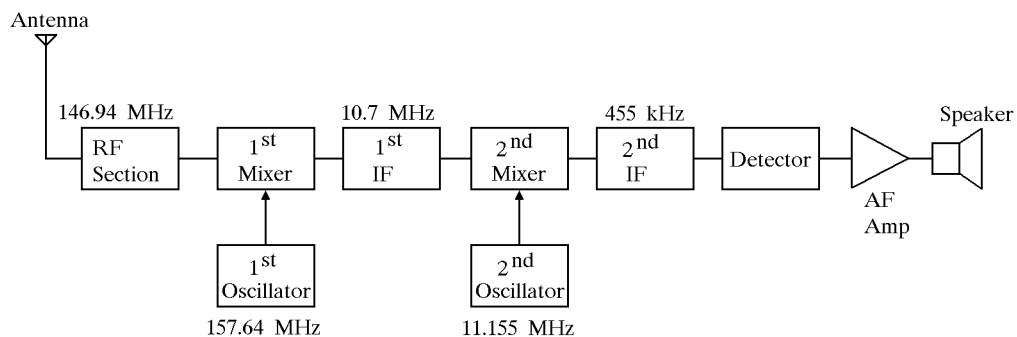 Antenna
146.94 MHz
RF
Section
1st
Mixer
10.7 MHz
1st
IF
2nd
Mixer
455 kHz
2nd
IF
Detector
AF
Amp
Speaker
1st
Oscillator
157.64 MHz
2nd
Oscillator
11.155 MHz